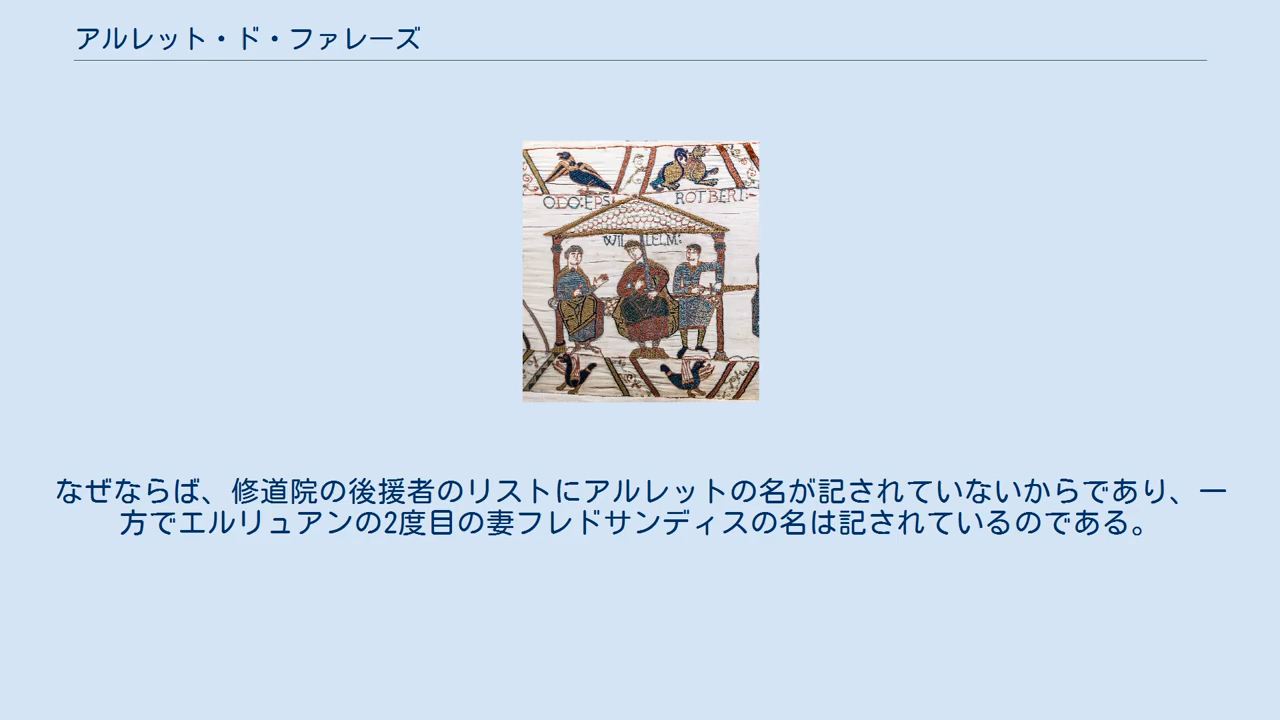 アルレット・ド・ファレーズ
ODO:EPS:
ROTBERT:
WILLELM:
なぜならば、修道院の後援者のリストにアルレットの名が記されていないからであり、一
方でエルリュアンの2度目の妻フレドサンディスの名は記されているのである。